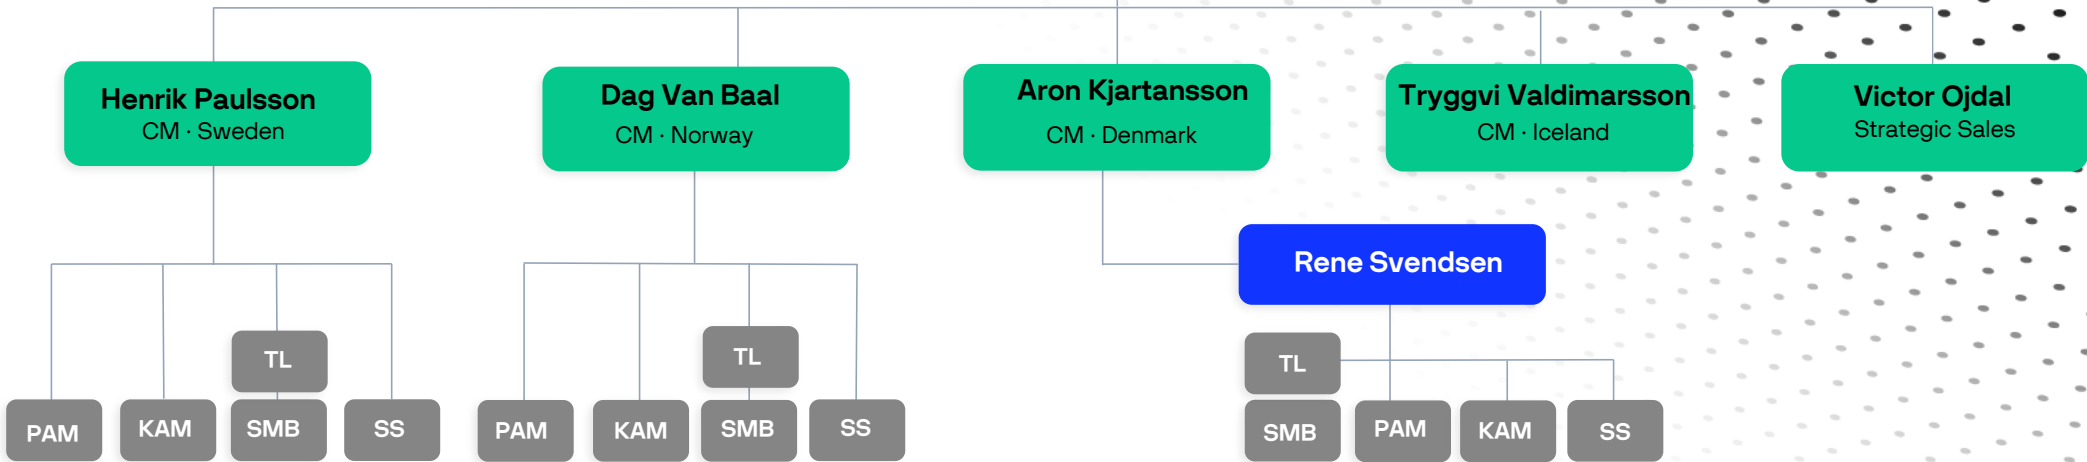 Henrik Paulsson
CM · Sweden
Dag Van Baal
CM · Norway
Aron Kjartansson
CM · Denmark
Tryggvi Valdimarsson
CM · Iceland
Victor Ojdal
Strategic Sales
Rene Svendsen
TL
PAM
KAM
SMB
SS
TL
PAM
KAM
SMB
SS
TL
SMB
PAM
KAM
SS